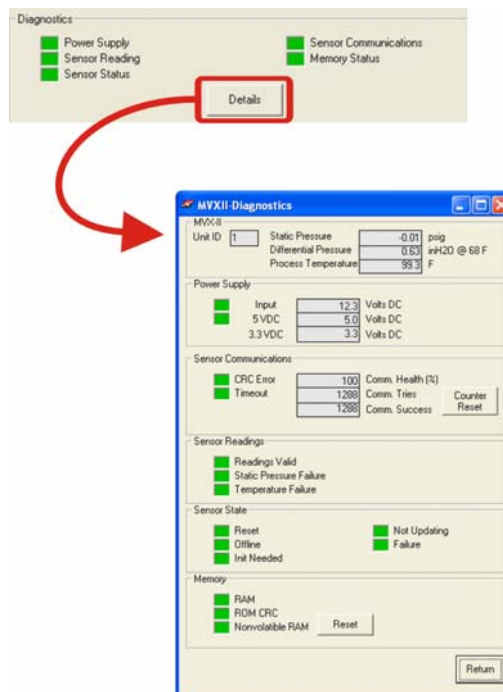 Diagnostics
Power Supply
Sensor Communications
Sensor Reading
Memory Status
Sensor Status
Details
MVXII-Diagnostics
MVX-II
Unit ID 1 Static Pressure -0.01 psig
Differential Pressure 0.63 inH2O @ 68 F
Process Temperature 99.3 F
Power Supply
Input 12.3 Volts DC
5 VDC 5.0 Volts DC
3.3 VDC 3.3 Volts DC
Sensor Communications
CRC Error 100 Comm. Health (%)
Timeout 1288 Comm. Tries
1288 Comm. Success
Counter
Reset
Sensor Readings
Readings Valid
Static Pressure Failure
Temperature Failure
Sensor State
Reset Not Updating
Offline Failure
Init Needed
Memory
RAM
ROM CRC
Nonvolatible RAM Reset
Return